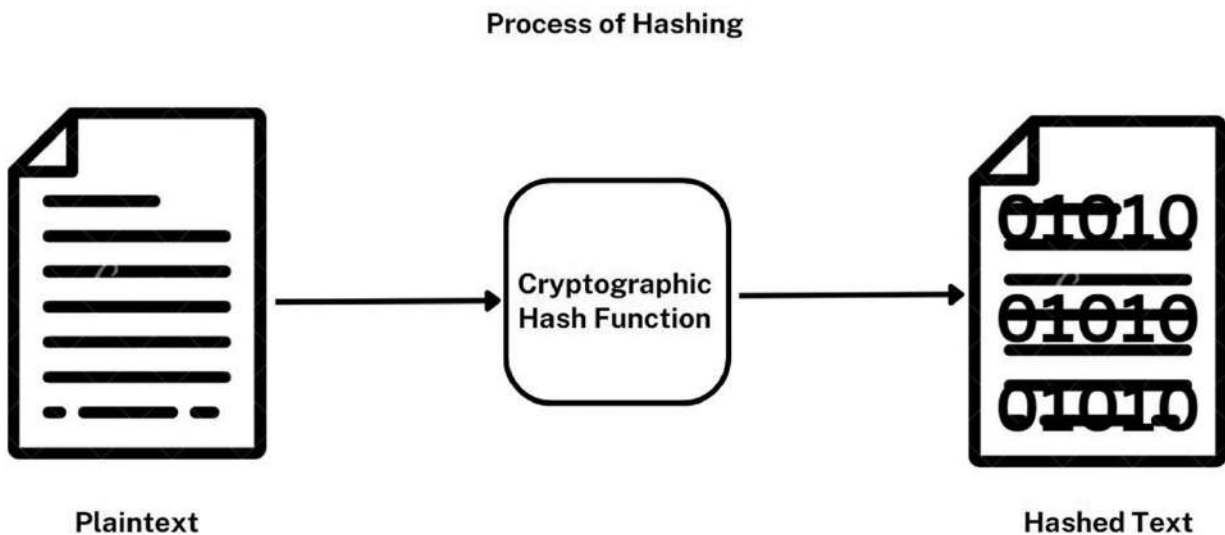 Process of Hashing
Cryptographic
Hash Function
01010
01010
01010
Plaintext
Hashed Text